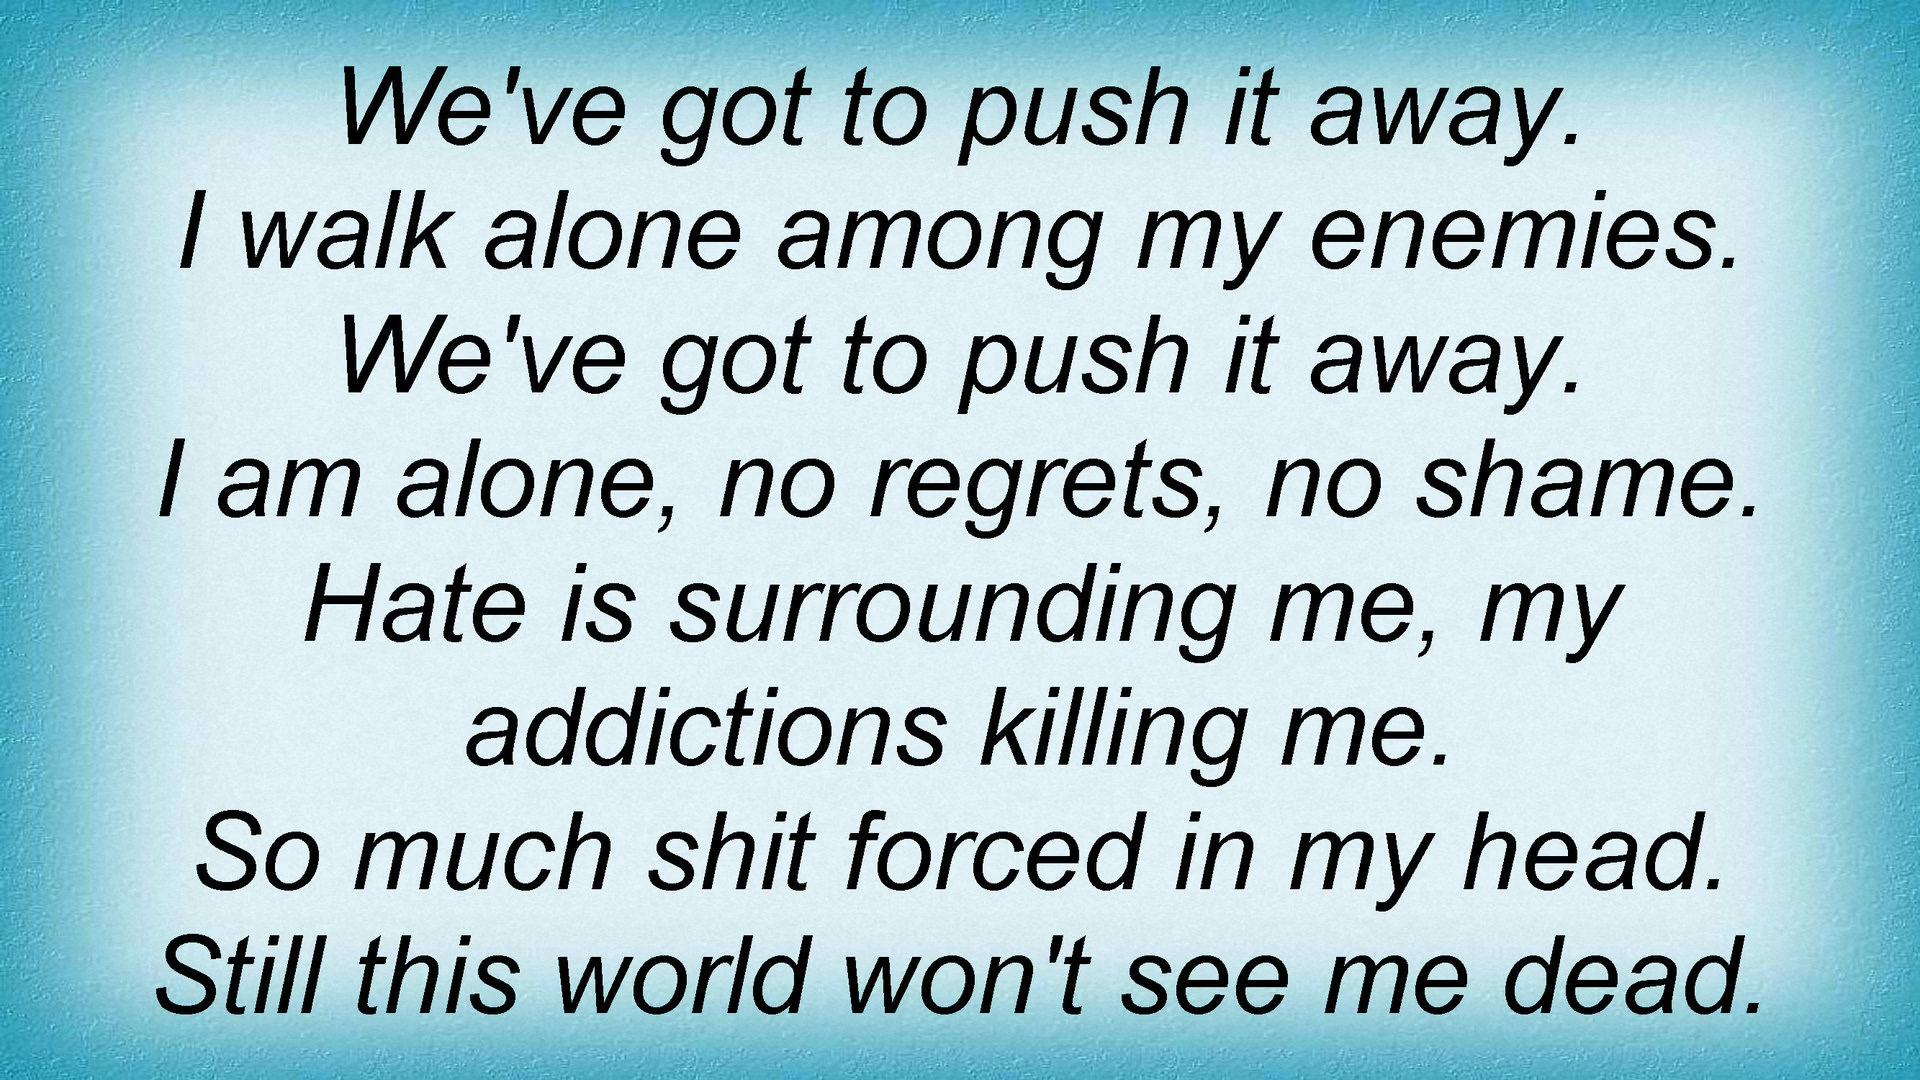 We've got to push it away.
I walk alone among my enemies.
We've got to push it away.
I am alone, no regrets, no shame.
Hate is surrounding me, my
addictions killing me.
So much shit forced in my head.
Still this world won't see me dead.